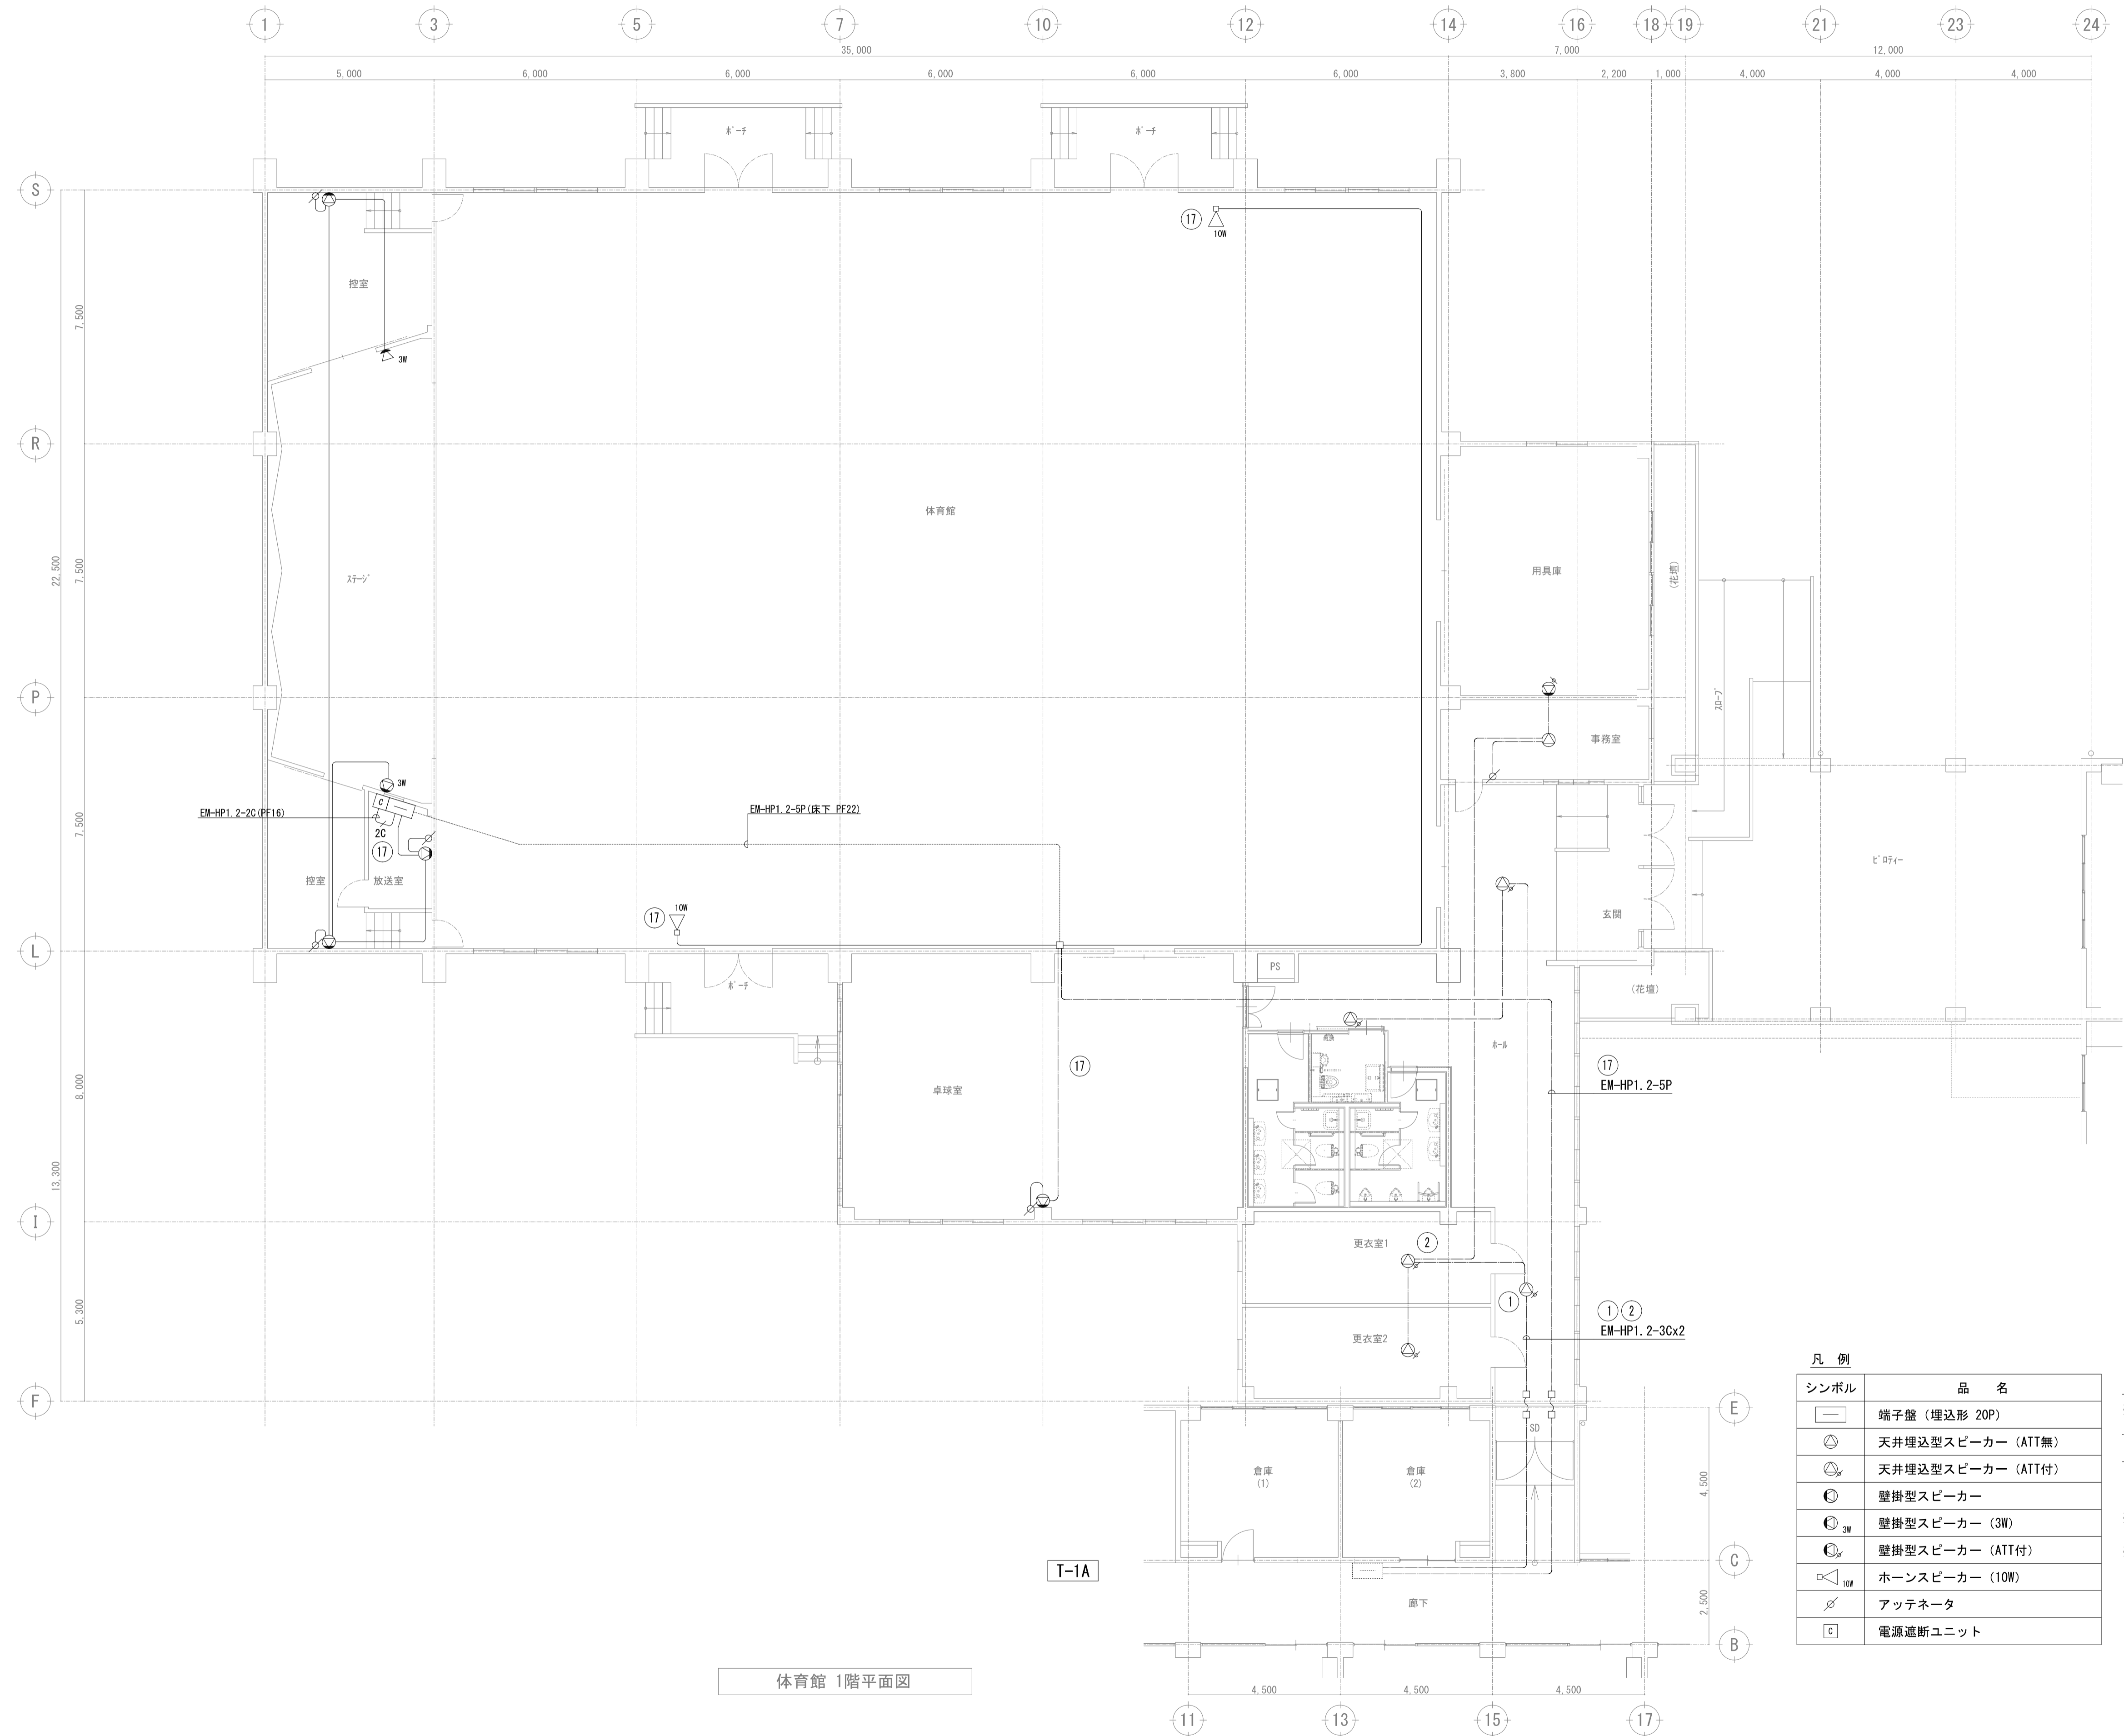 1 3 5 7 10 12 14 16 18 19 21 23 24
35,000 7,000 12,000
5,000 6,000 6,000 6,000 6,000 6,000 3,800 2,200 1,000 4,000 4,000 4,000
ポーチ ポーチ
S
17
10W
控室
7,500
3W
R
体育館
22,500
7,500
ステージ
用具庫
(花壇)
P
スロープ
事務室
3W
C
EM-HP1.2-2C(PF16)
EM-HP1.2-5P(床下 PF22)
7,500
2C
17
控室
放送室
ピロティー
17
10W
玄関
L
PS
ポーチ
(花壇)
ホール
17
17
EM-HP1.2-5P
8,000
卓球室
13,300
I
更衣室1
2
1
1 2
EM-HP1.2-3Cx2
5,300
更衣室2
F
E
SD
倉庫
(1)
倉庫
(2)
4,500
T-1A
C
廊下
2,500
B
体育館 1階平面図
4,500 4,500 4,500
11 13 15 17
凡 例
シンボル 品 名
端子盤（埋込形 20P）
天井埋込型スピーカー（ATT無）
天井埋込型スピーカー（ATT付）
壁掛型スピーカー
3W 壁掛型スピーカー（3W）
壁掛型スピーカー（ATT付）
10W ホーンスピーカー（10W）
アッテネータ
C 電源遮断ユニット